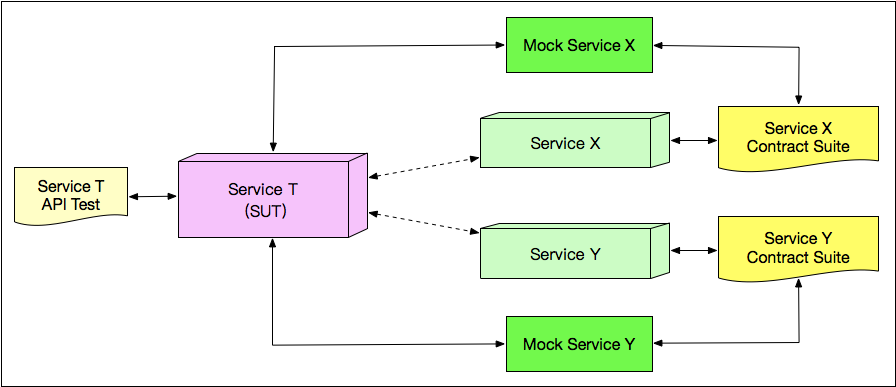 Mock Service X
Service X
Service X
Contract Suite
Service T
API Test
Service T
(SUT)
Service Y
Service Y
Contract Suite
Mock Service Y